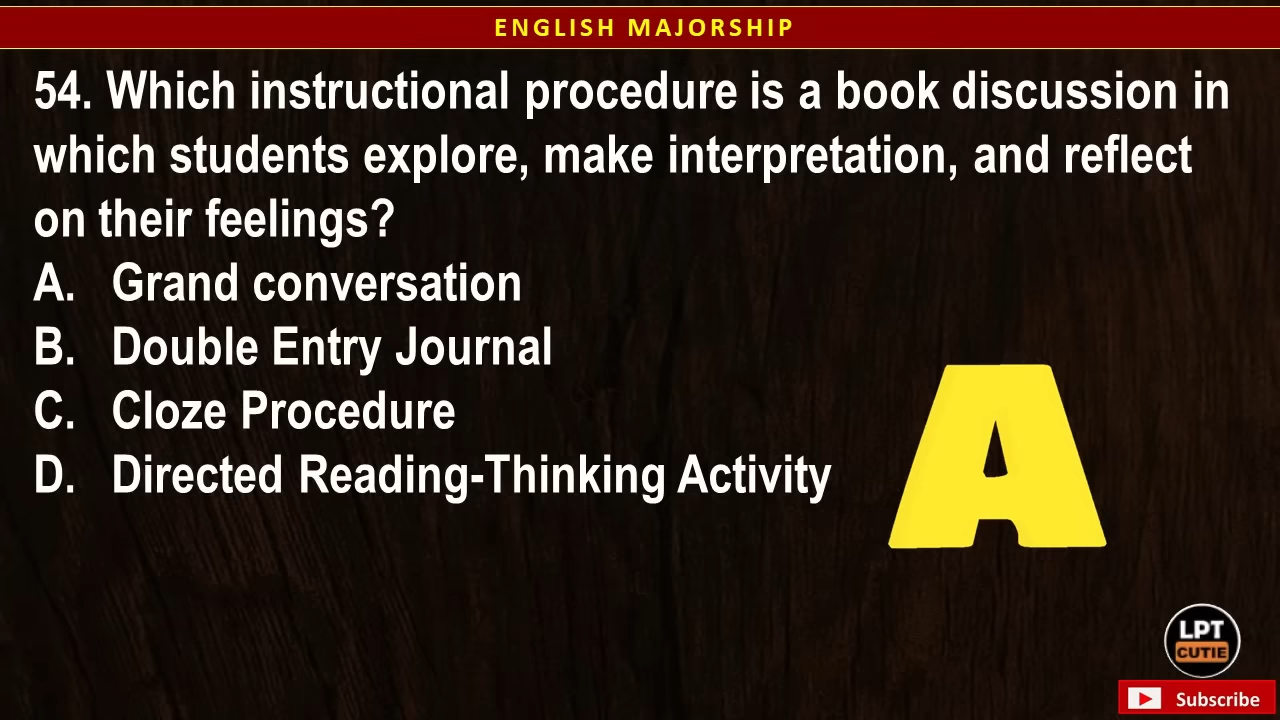 ENGLISH MAJORSHIP
54. Which instructional procedure is a book discussion in
which students explore, make interpretation, and reflect
on their feelings?
A. Grand conversation
B. Double Entry Journal
C. Cloze Procedure
D. Directed Reading-Thinking Activity
A
LPT
CUTIE
Subscribe